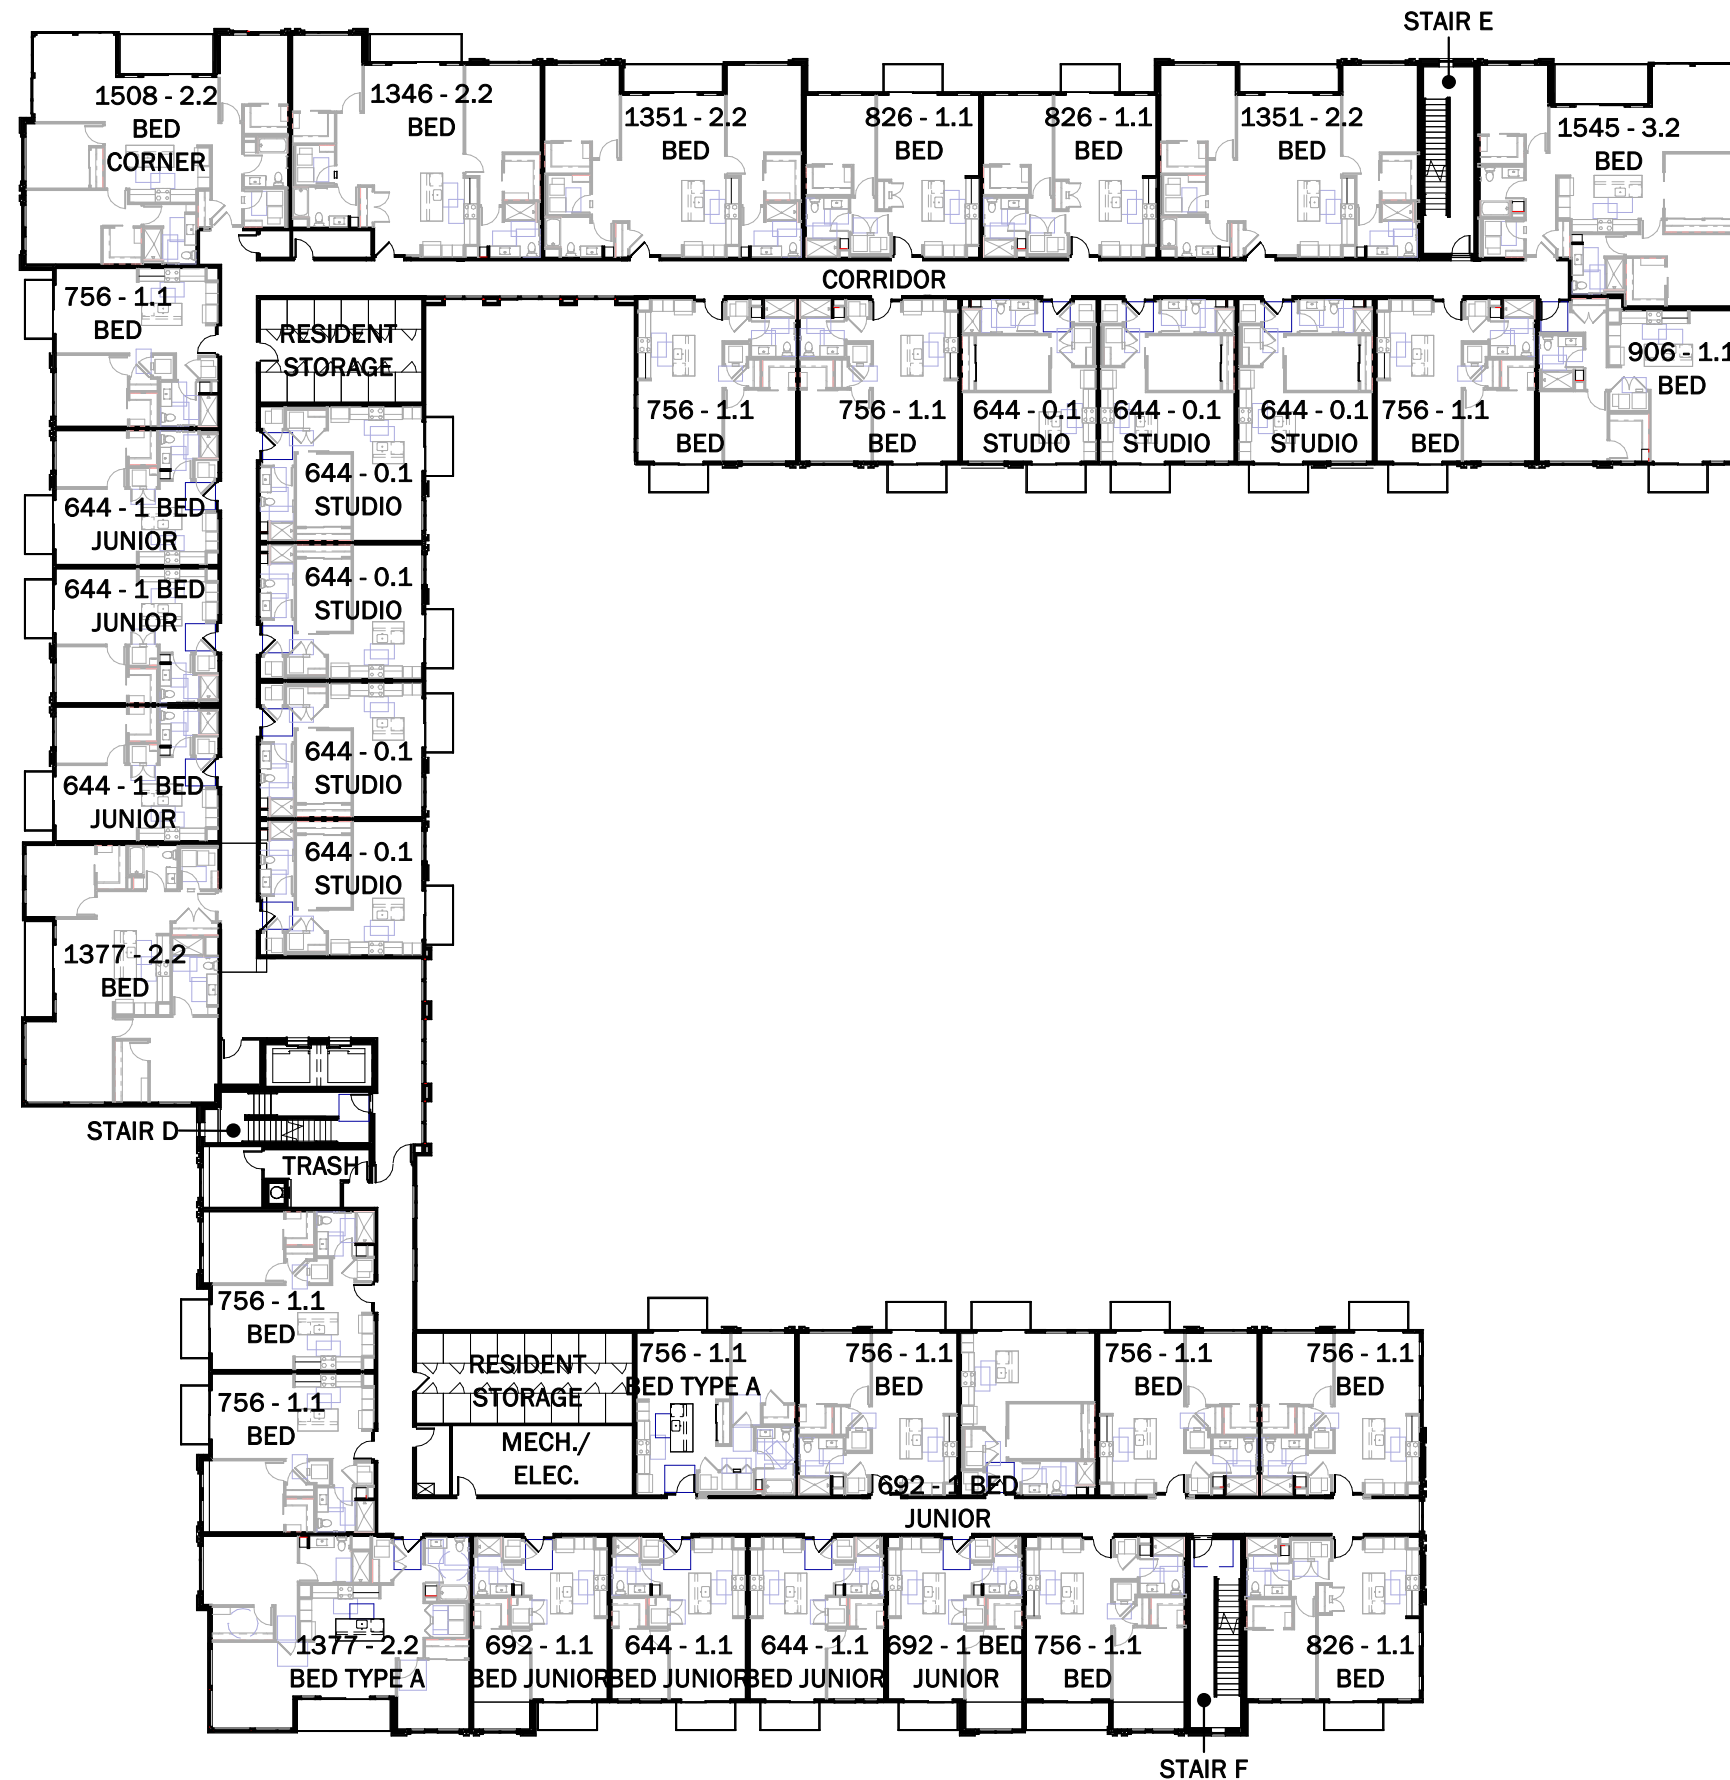 STAIR E
1508 - 2.2
BED
CORNER
1346 - 2.2
BED
1351 - 2.2
BED
826 - 1.1
BED
826 - 1.1
BED
1351 - 2.2
BED
1545 - 3.2
BED
CORRIDOR
756 - 1.1
BED
RESIDENT
STORAGE
756 - 1.1
BED
756 - 1.1
BED
644 - 0.1
STUDIO
644 - 0.1
STUDIO
644 - 0.1
STUDIO
756 - 1.1
BED
906 - 1.1
BED
644 - 1 BED
JUNIOR
644 - 0.1
STUDIO
644 - 1 BED
JUNIOR
644 - 0.1
STUDIO
644 - 1 BED
JUNIOR
644 - 0.1
STUDIO
644 - 0.1
STUDIO
1377 - 2.2
BED
STAIR D
TRASH
756 - 1.1
BED
756 - 1.1
BED
RESIDENT
STORAGE
MECH./
ELEC.
756 - 1.1
BED TYPE A
756 - 1.1
BED
692 - 1 BED
JUNIOR
756 - 1.1
BED
756 - 1.1
BED
1377 - 2.2
BED TYPE A
692 - 1.1
BED JUNIOR
644 - 1.1
BED JUNIOR
644 - 1.1
BED JUNIOR
692 - 1 BED
JUNIOR
756 - 1.1
BED
826 - 1.1
BED
STAIR F